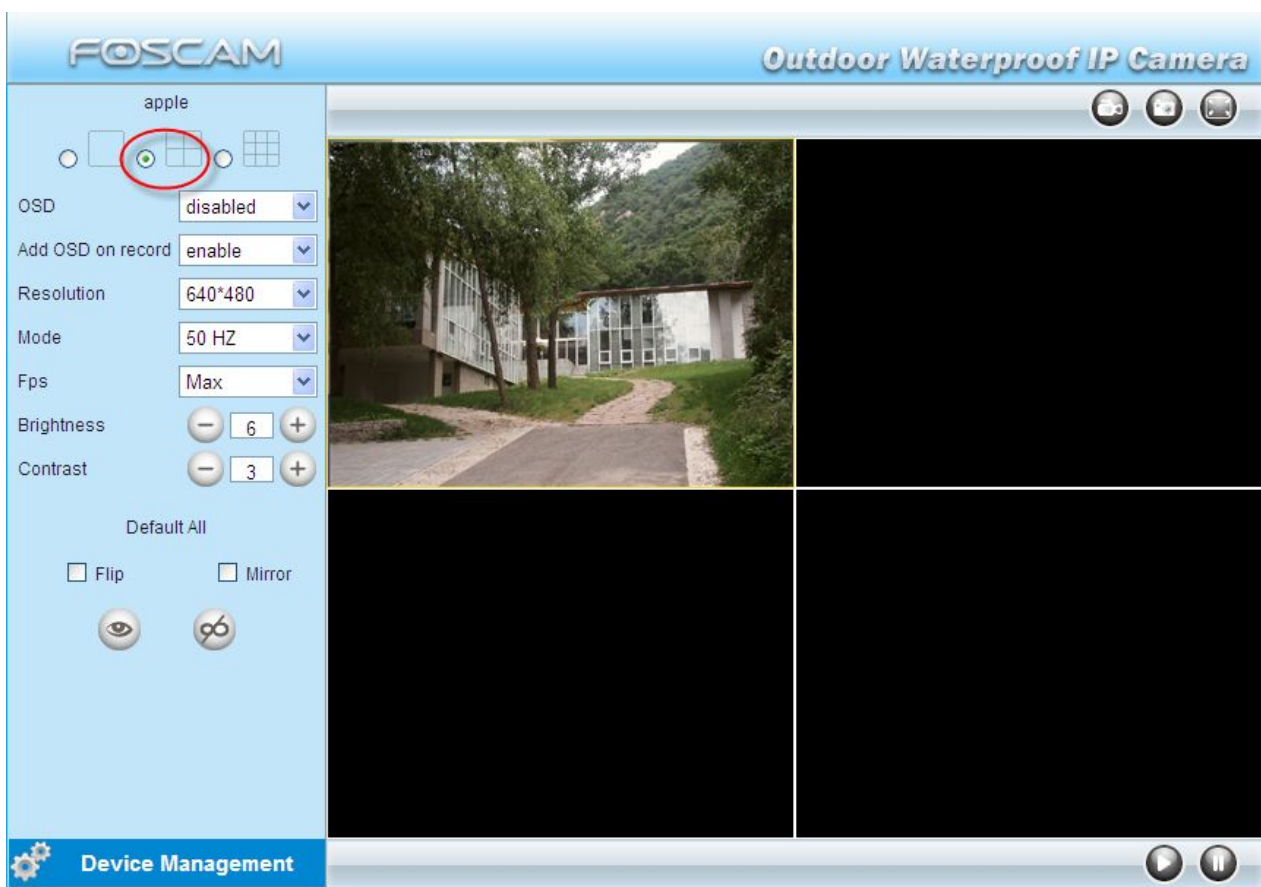 FOSCAM
Outdoor Waterproof IP Camera
apple
OSD disabled
Add OSD on record enable
Resolution 640*480
Mode 50 HZ
Fps Max
Brightness 6
Contrast 3
Default All
Flip Mirror
Device Management